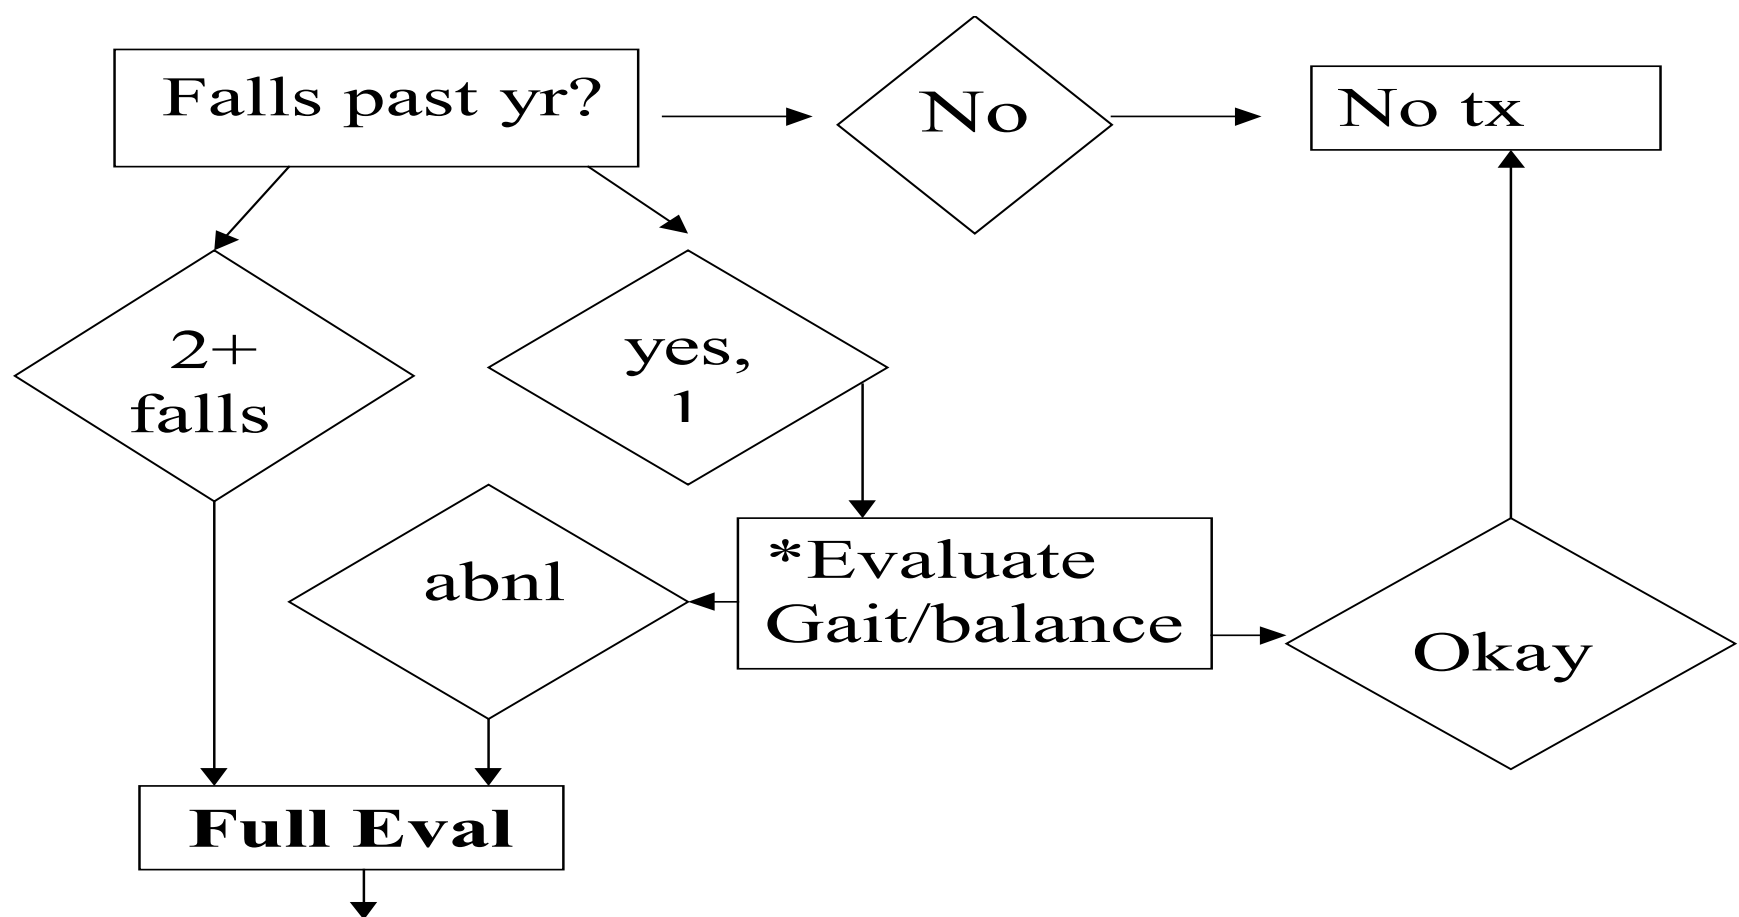 Falls past yr?
No
No tx
2+
falls
yes,
1
abnl
*Evaluate
Gait/balance
Okay
Full Eval